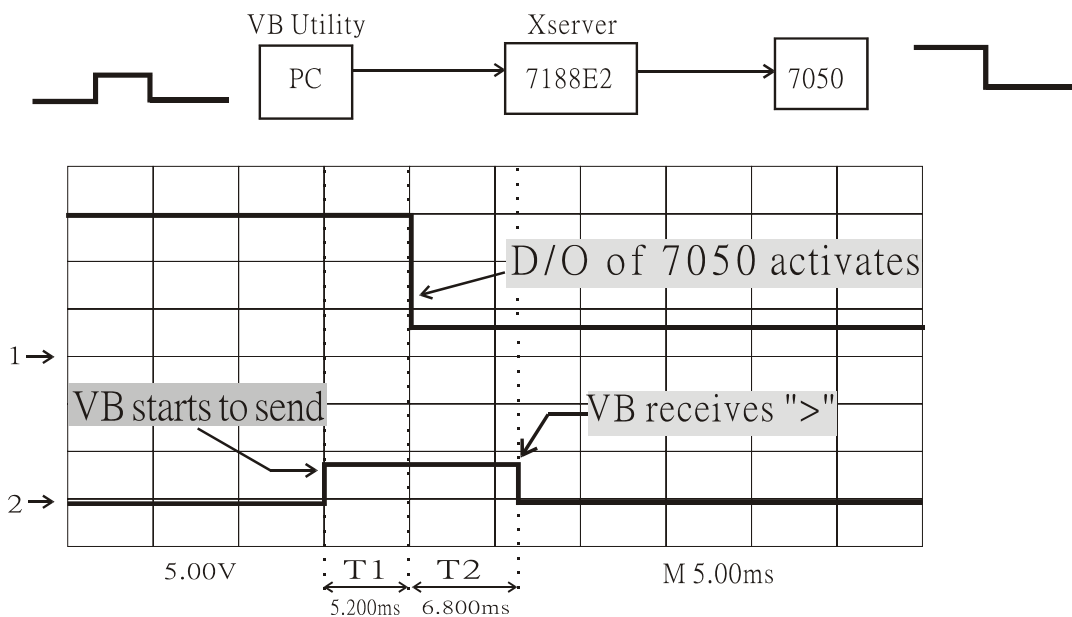 VB Utility
Xserver
PC
7188E2
7050
D/O of 7050 activates
1
VB starts to send
VB receives ">"
2
5.00V
T1
T2
M 5.00ms
5.200ms
6.800ms